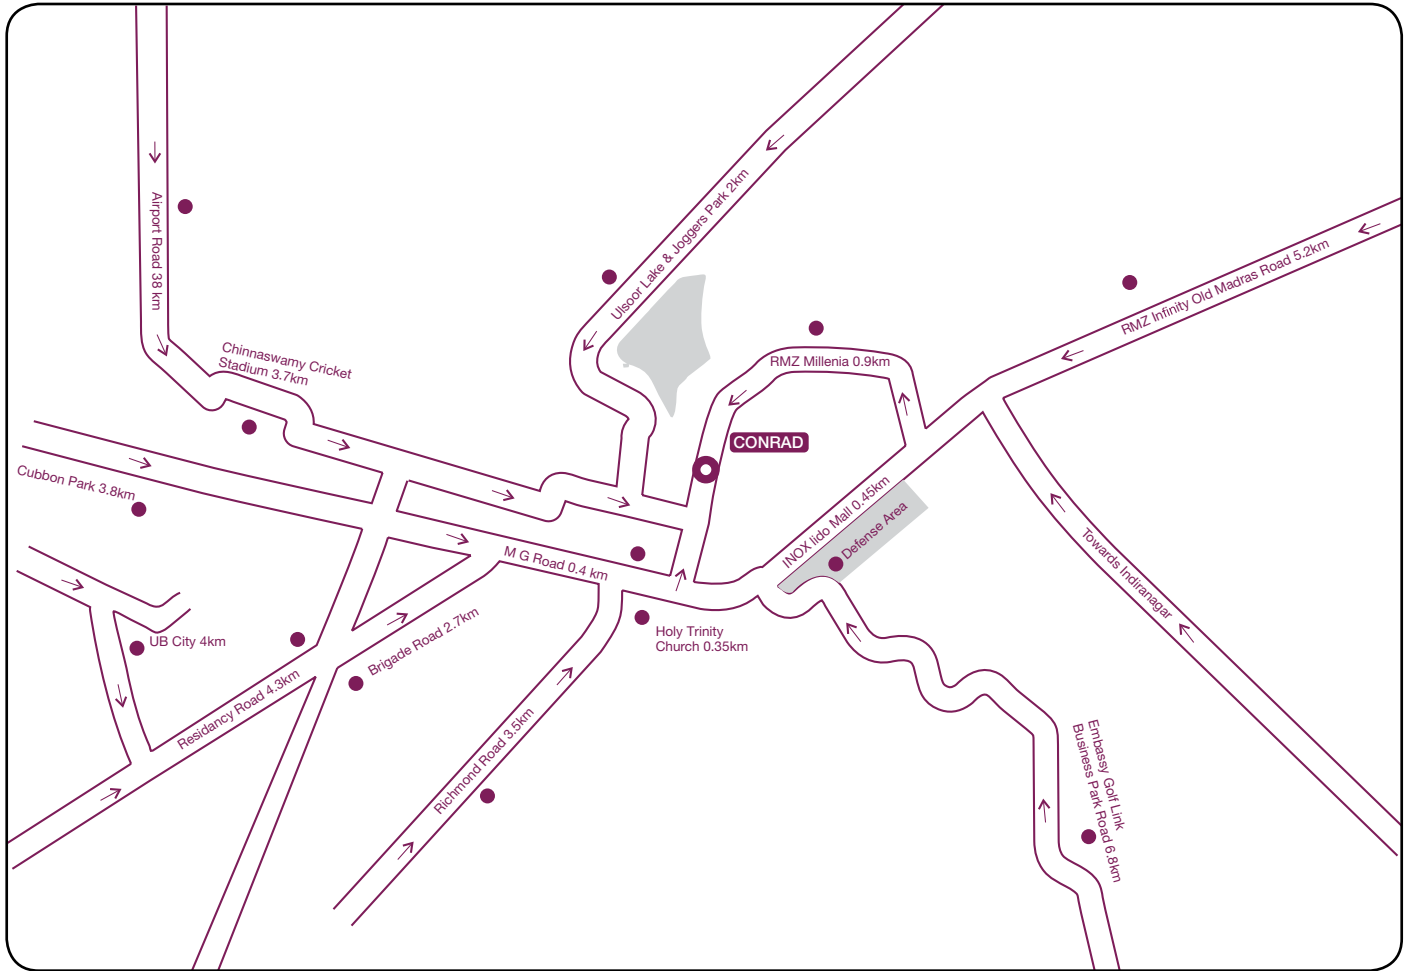 Airport Road 38 km
Ulsoor Lake & Joggers Park 2km
RMZ Infinity Old Madras Road 5.2km
Chinnaswamy Cricket
Stadium 3.7km
RMZ Millenia 0.9km
CONRAD
Cubbon Park 3.8km
INOX lido Mall 0.45km
Defense Area
M G Road 0.4 km
Towards Indiranagar
UB City 4km
Brigade Road 2.7km
Holy Trinity
Church 0.35km
Residancy Road 4.3km
Richmond Road 3.5km
Embassy Golf Link
Business Park Road 6.8km